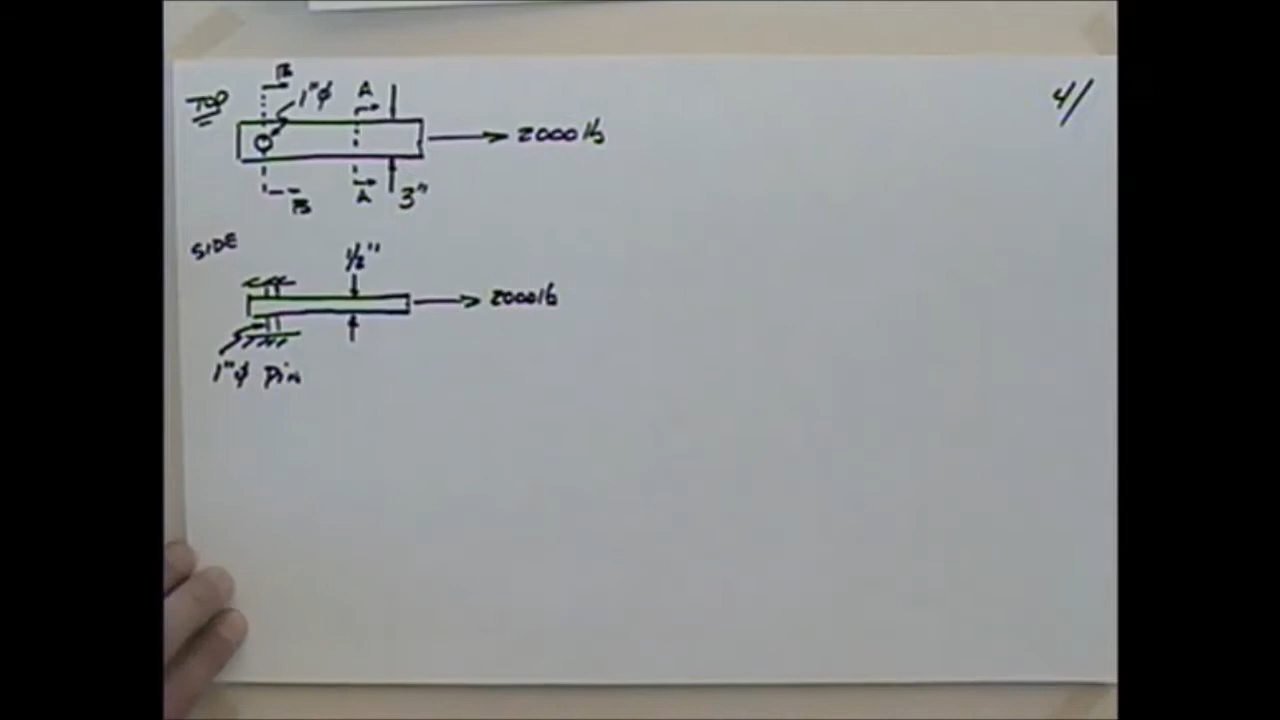 4/
B
1"φ
A
TOP
2000 lb
A
3"
B
SIDE
1/2"
2000 lb
1"φ Pin